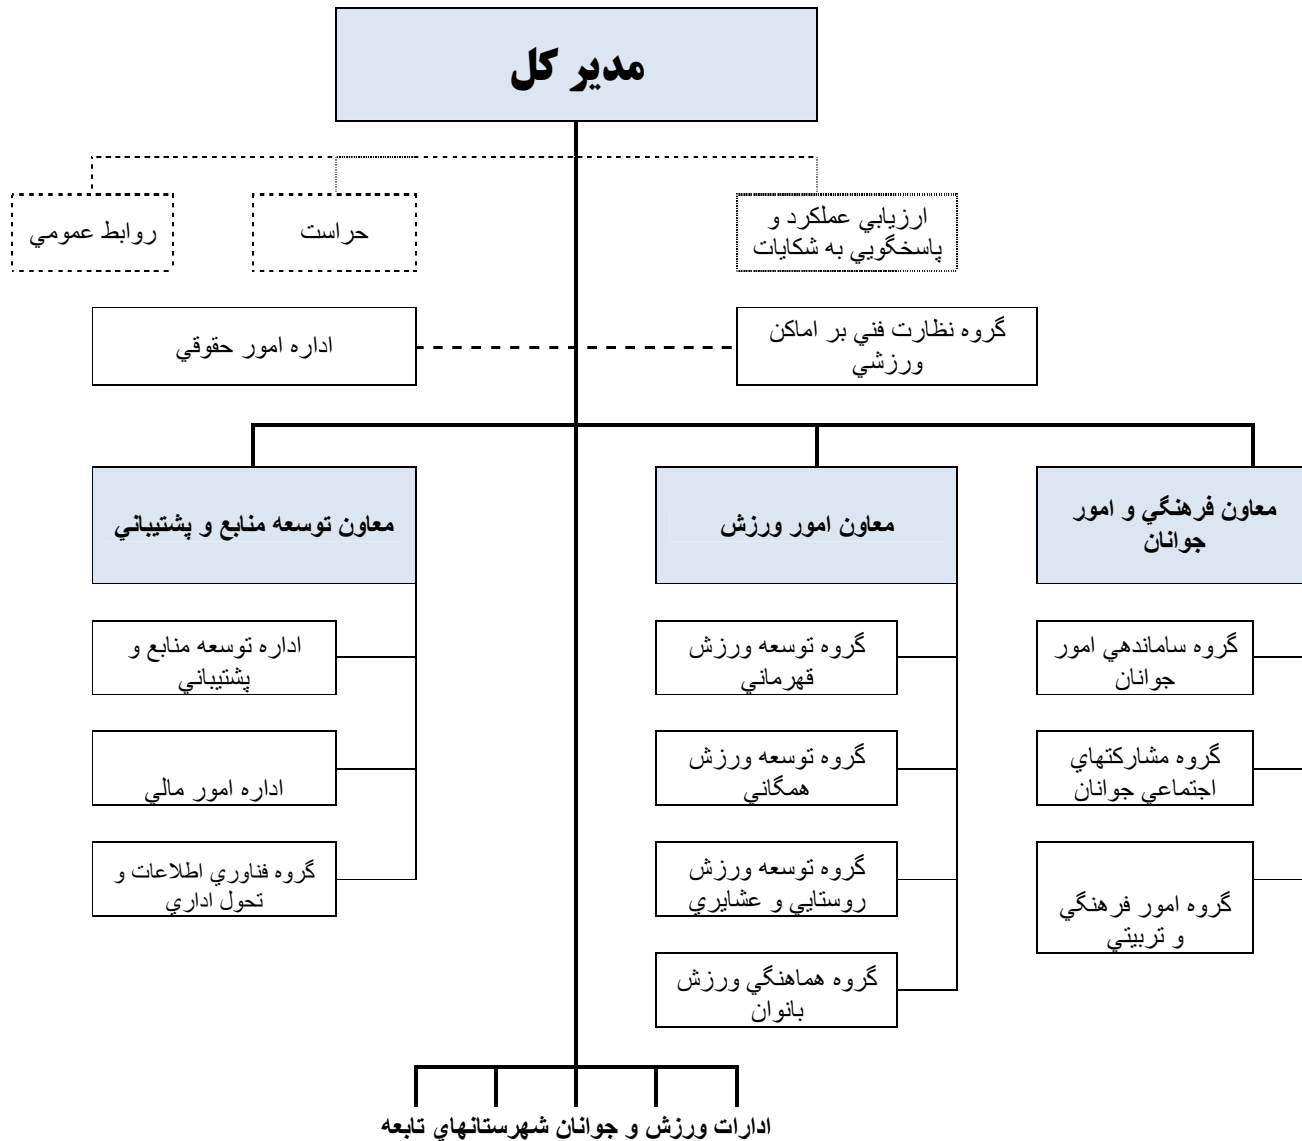 مدير كل
ارزيابي عملكرد و
پاسخگويي به شكايات
حراست
روابط عمومي
گروه نظارت فني بر اماكن
ورزشي
اداره امور حقوقي
معاون فرهنگي و امور
جوانان
معاون امور ورزش
معاون توسعه منابع و پشتيباني
گروه ساماندهي امور
جوانان
گروه توسعه ورزش
قهرماني
اداره توسعه منابع و
پشتيباني
گروه مشاركتهاي
اجتماعي جوانان
گروه توسعه ورزش
همگاني
اداره امور مالي
گروه امور فرهنگي
و تربيتي
گروه توسعه ورزش
روستايي و عشايري
گروه فناوري اطلاعات و
تحول اداري
گروه هماهنگي ورزش
بانوان
ادارات ورزش و جوانان شهرستانهاي تابعه